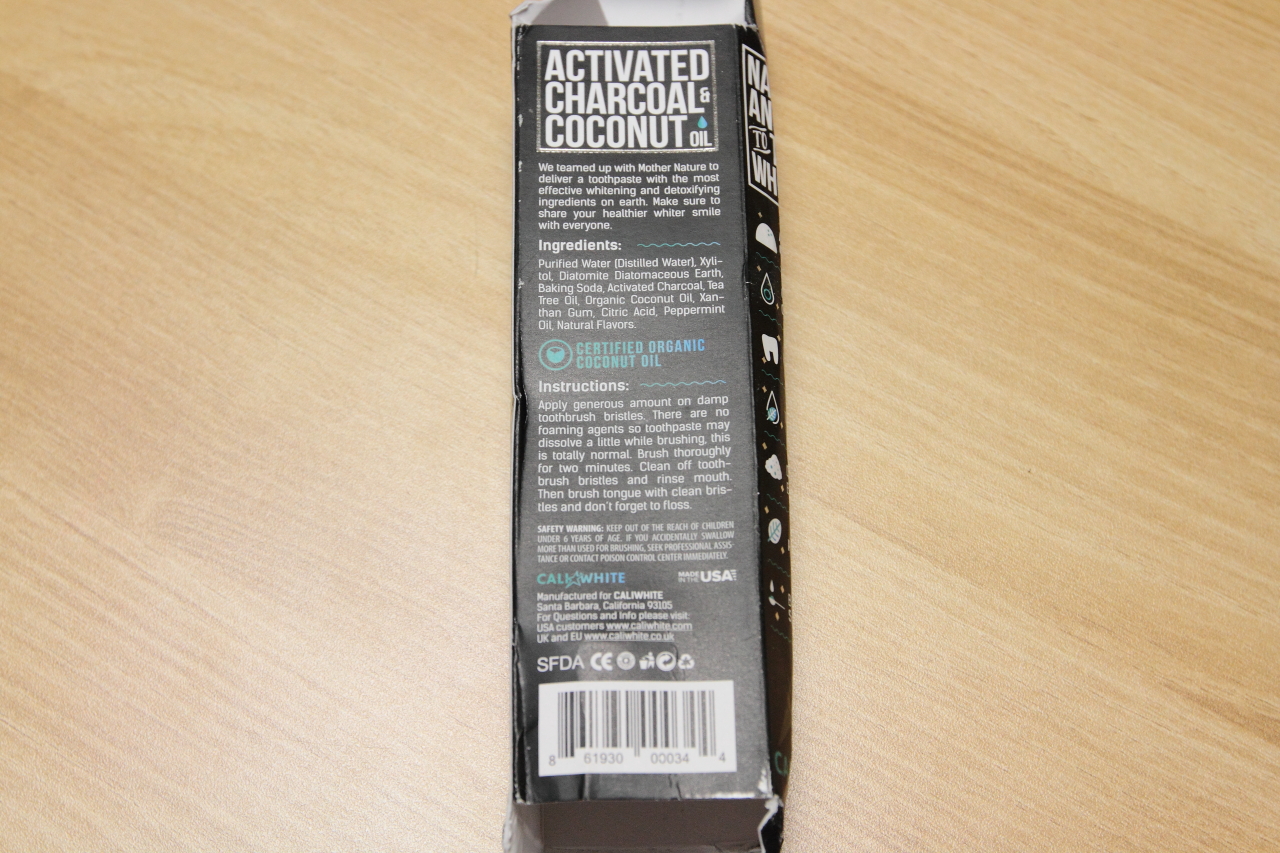 ACTIVATED
CHARCOAL &
COCONUT OIL
We teamed up with Mother Nature to
deliver a toothpaste with the most
effective whitening and detoxifying
ingredients on earth. Make sure to
share your healthier whiter smile
with everyone.
Ingredients:
Purified Water (Distilled Water), Xyli-
tol, Diatomite Diatomaceous Earth,
Baking Soda, Activated Charcoal, Tea
Tree Oil, Organic Coconut Oil, Xan-
than Gum, Citric Acid, Peppermint
Oil, Natural Flavors.
CERTIFIED ORGANIC
COCONUT OIL
Instructions:
Apply generous amount on damp
toothbrush bristles. There are no
foaming agents so toothpaste may
dissolve a little while brushing, this
is totally normal. Brush thoroughly
for two minutes. Clean off tooth-
brush bristles and rinse mouth.
Then brush tongue with clean bris-
tles and don't forget to floss.
SAFETY WARNING: KEEP OUT OF THE REACH OF CHILDREN
UNDER 6 YEARS OF AGE. IF YOU ACCIDENTALLY SWALLOW
MORE THAN USED FOR BRUSHING, SEEK PROFESSIONAL ASSIS-
TANCE OR CONTACT POISON CONTROL CENTER IMMEDIATELY.
CALI WHITE
MADE IN THE USA
Manufactured for CALIWHITE
Santa Barbara, California 93105
For Questions and Info please visit:
USA customers www.caliwhite.com
UK and EU www.caliwhite.co.uk
SFDA CE
8 61930 00034 4
NA
AN
TO T
WH
CA